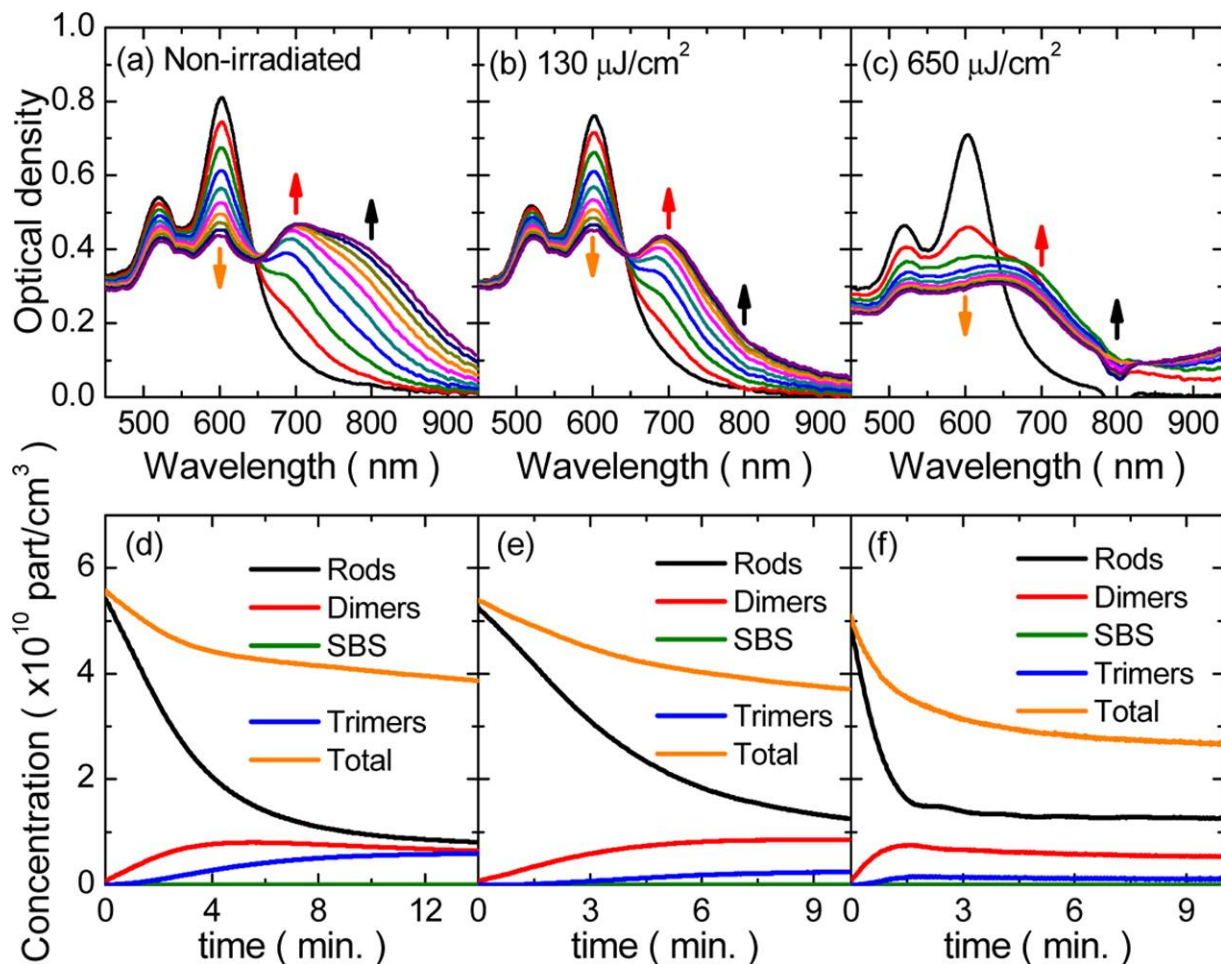 1.0
0.8
0.6
0.4
0.2
0.0
Optical density
(a) Non-irradiated
500 600 700 800 900
Wavelength ( nm )
(b) 130 μJ/cm²
500 600 700 800 900
Wavelength ( nm )
(c) 650 μJ/cm²
500 600 700 800 900
Wavelength ( nm )
6
4
2
0
Concentration ( x10¹⁰ part/cm³ )
(d)
Rods
Dimers
SBS
Trimers
Total
0 4 8 12
time ( min. )
(e)
Rods
Dimers
SBS
Trimers
Total
0 3 6 9
time ( min. )
(f)
Rods
Dimers
SBS
Trimers
Total
0 3 6 9
time ( min. )